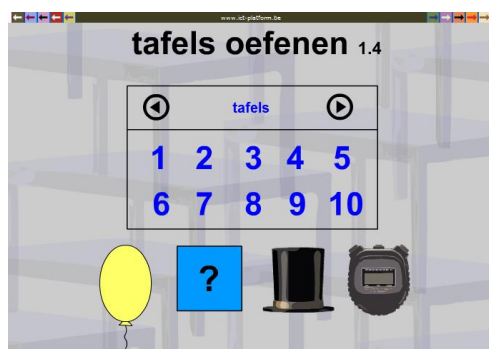 www.ict-platform.be
tafels oefenen 1.4
tafels
1 2 3 4 5
6 7 8 9 10
?